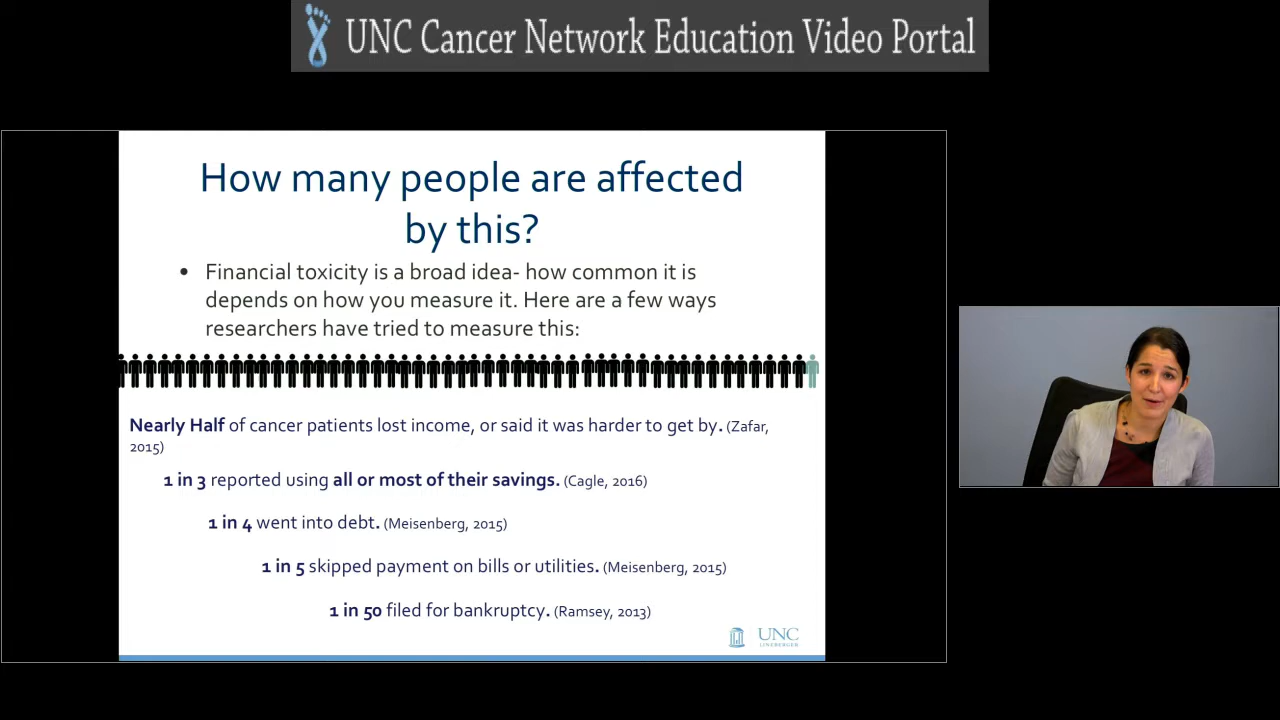 UNC Cancer Network Education Video Portal
How many people are affected
by this?
• Financial toxicity is a broad idea- how common it is
depends on how you measure it. Here are a few ways
researchers have tried to measure this:
Nearly Half of cancer patients lost income, or said it was harder to get by. (Zafar,
2015)
1 in 3 reported using all or most of their savings. (Cagle, 2016)
1 in 4 went into debt. (Meisenberg, 2015)
1 in 5 skipped payment on bills or utilities. (Meisenberg, 2015)
1 in 50 filed for bankruptcy. (Ramsey, 2013)
UNC
LINEBERGER